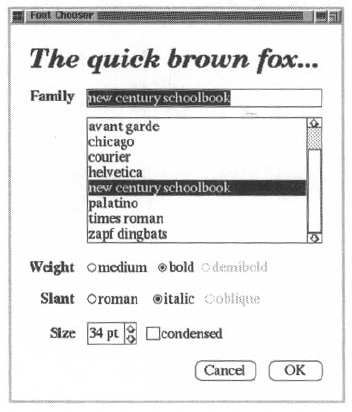 Font Chooser
The quick brown fox...
Family new century schoolbook
avant garde
chicago
courier
helvetica
new century schoolbook
palatino
times roman
zapf dingbats
Weight medium bold demibold
Slant roman italic oblique
Size 34 pt condensed
Cancel OK